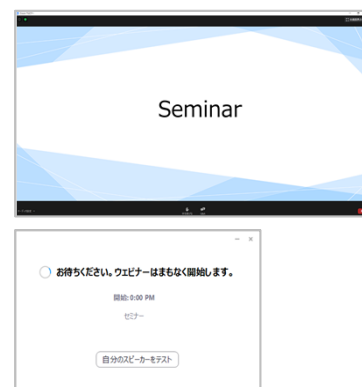 Seminar
お待ちください。ウェビナーはまもなく開始します。
開始: 0:00 PM
セミナー
自分のスピーカーをテスト